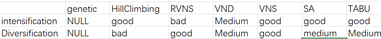 genetic HillClimbing RVNS VND VNS SA TABU
intensification NULL good bad Medium good good good
Diversification NULL bad good Medium good medium Medium